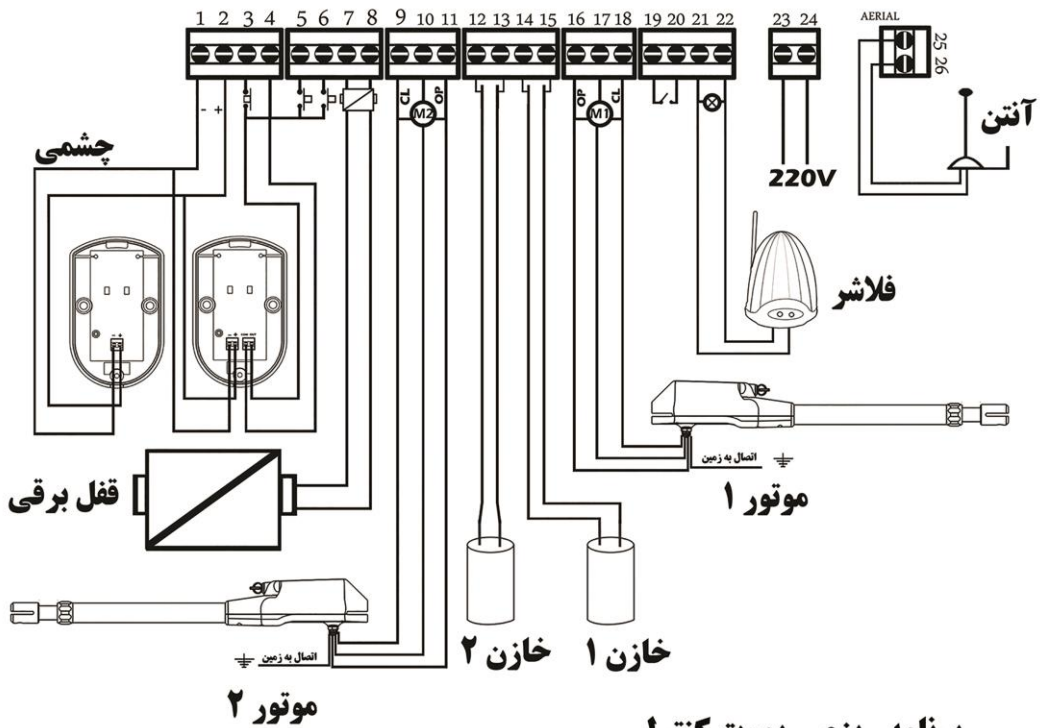 1 2 3 4 5 6 7 8 9 10 11 12 13 14 15 16 17 18 19 20 21 22 23 24
AERIAL
25
26
- +
CL M2 OP
OP M1 CL
آنتن
چشمی
220V
فلاشر
- +
- + COM OUT
قفل برقی
اتصال به زمین
موتور ۱
خازن ۱
خازن ۲
اتصال به زمین
موتور ۲